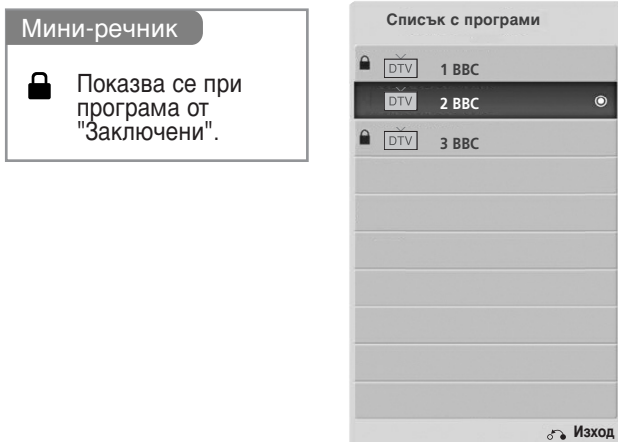 Мини-речник
Показва се при
програма от
"Заключени".
Списък с програми
DTV 1 BBC
DTV 2 BBC
DTV 3 BBC
Изход